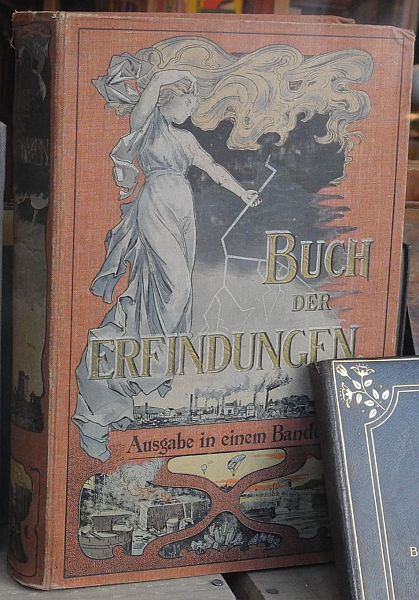 BUCH
DER
ERFINDUNGEN
Ausgabe in einem Bande
B